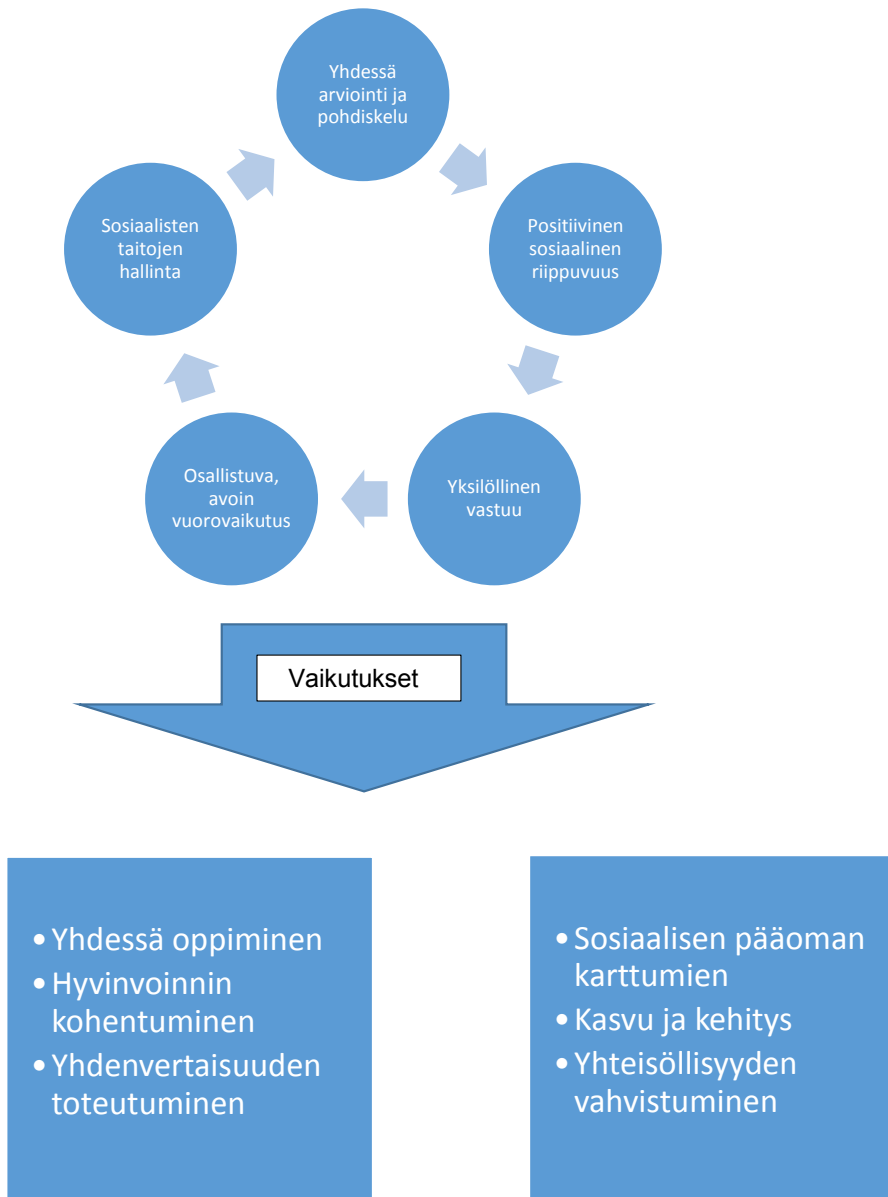 Yhdessä
arviointi ja
pohdiskelu
Positiivinen
sosiaalinen
riippuvuus
Yksilöllinen
vastuu
Osallistuva,
avoin
vuorovaikutus
Sosiaalisten
taitojen
hallinta
Vaikutukset
• Yhdessä oppiminen
• Hyvinvoinnin
kohentuminen
• Yhdenvertaisuuden
toteutuminen
• Sosiaalisen pääoman
karttumien
• Kasvu ja kehitys
• Yhteisöllisyyden
vahvistuminen